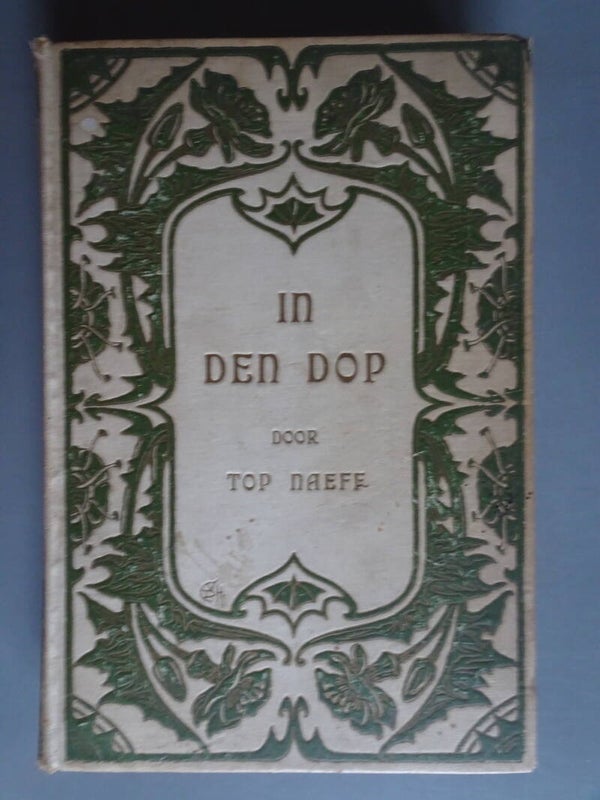 IN
DEN DOP
DOOR
TOP NAEFF